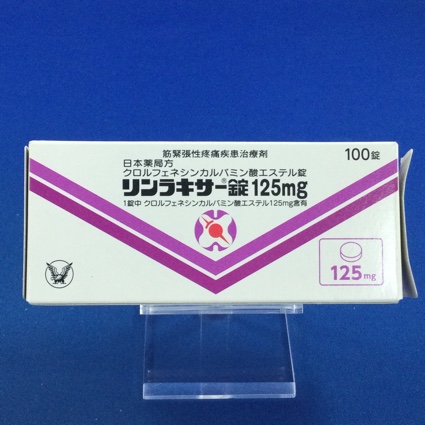 筋緊張性疼痛疾患治療剤
日本薬局方
クロルフェネシンカルバミン酸エステル錠
100錠
リンラキサー®錠125mg
1錠中 クロルフェネシンカルバミン酸エステル125mg含有
125mg